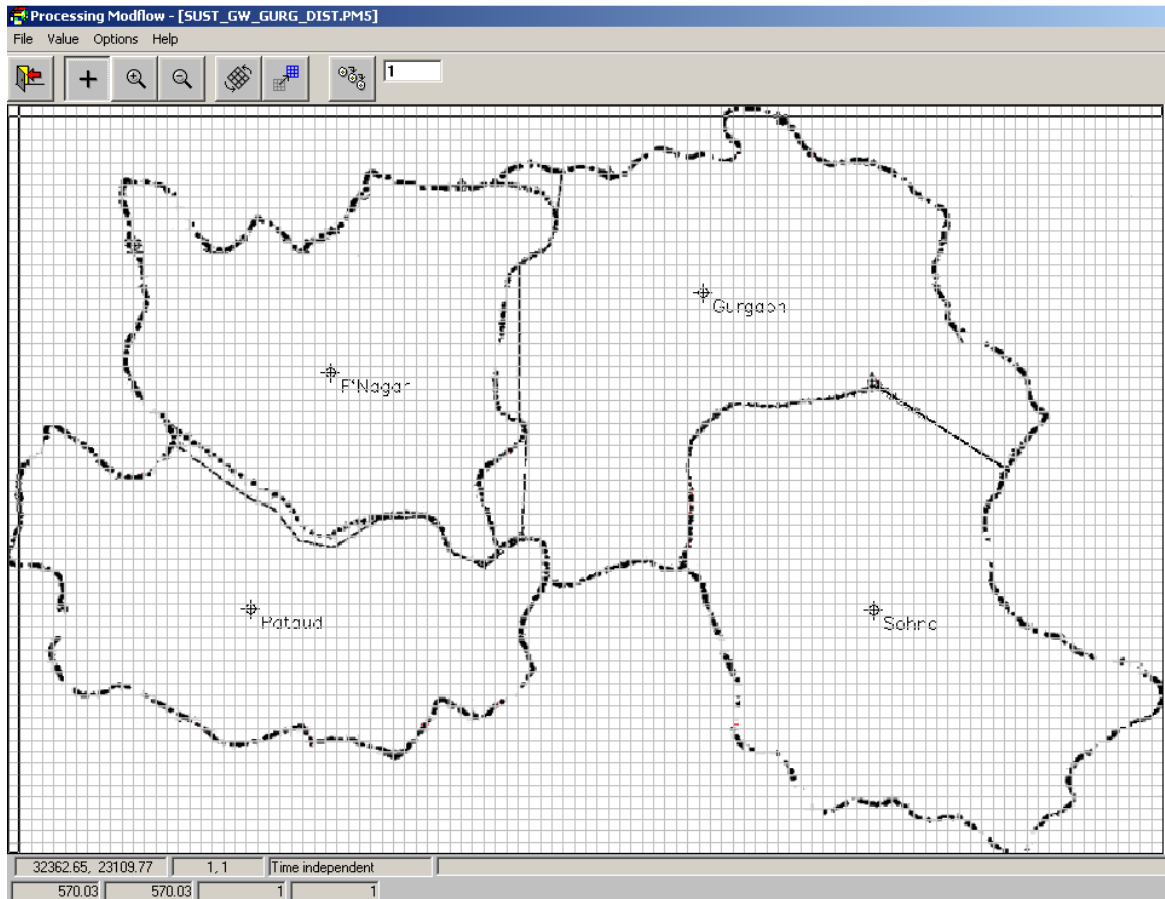 Processing Modflow - [SUST_GW_GURG_DIST.PM5]
File Value Options Help
1
Gurgaon
F'Nagar
Pataud
Sohna
32362.65, 23109.77 1, 1 Time independent
570.03 570.03 1 1